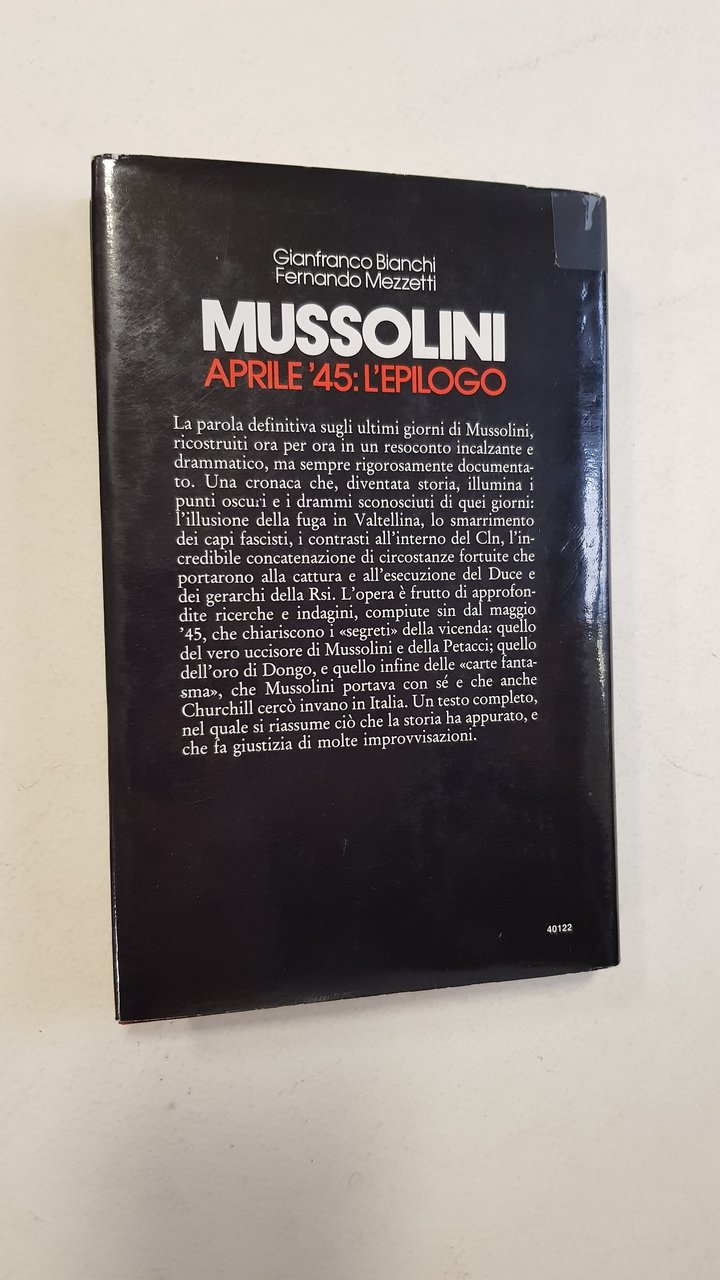 Gianfranco Bianchi
Fernando Mezzetti
MUSSOLINI
APRILE '45: L'EPILOGO
La parola definitiva sugli ultimi giorni di Mussolini,
ricostruiti ora per ora in un resoconto incalzante e
drammatico, ma sempre rigorosamente documenta-
to. Una cronaca che, diventata storia, illumina i
punti oscuri e i drammi sconosciuti di quei giorni:
l'illusione della fuga in Valtellina, lo smarrimento
dei capi fascisti, i contrasti all'interno del Cln, l'in-
credibile concatenazione di circostanze fortuite che
portarono alla cattura e all'esecuzione del Duce e
dei gerarchi della Rsi. L'opera è frutto di approfon-
dite ricerche e indagini, compiute sin dal maggio
'45, che chiariscono i «segreti» della vicenda: quello
del vero uccisore di Mussolini e della Petacci; quello
dell'oro di Dongo, e quello infine delle «carte fanta-
sma», che Mussolini portava con sé e che anche
Churchill cercò invano in Italia. Un testo completo,
nel quale si riassume ciò che la storia ha appurato, e
che fa giustizia di molte improvvisazioni.
40122